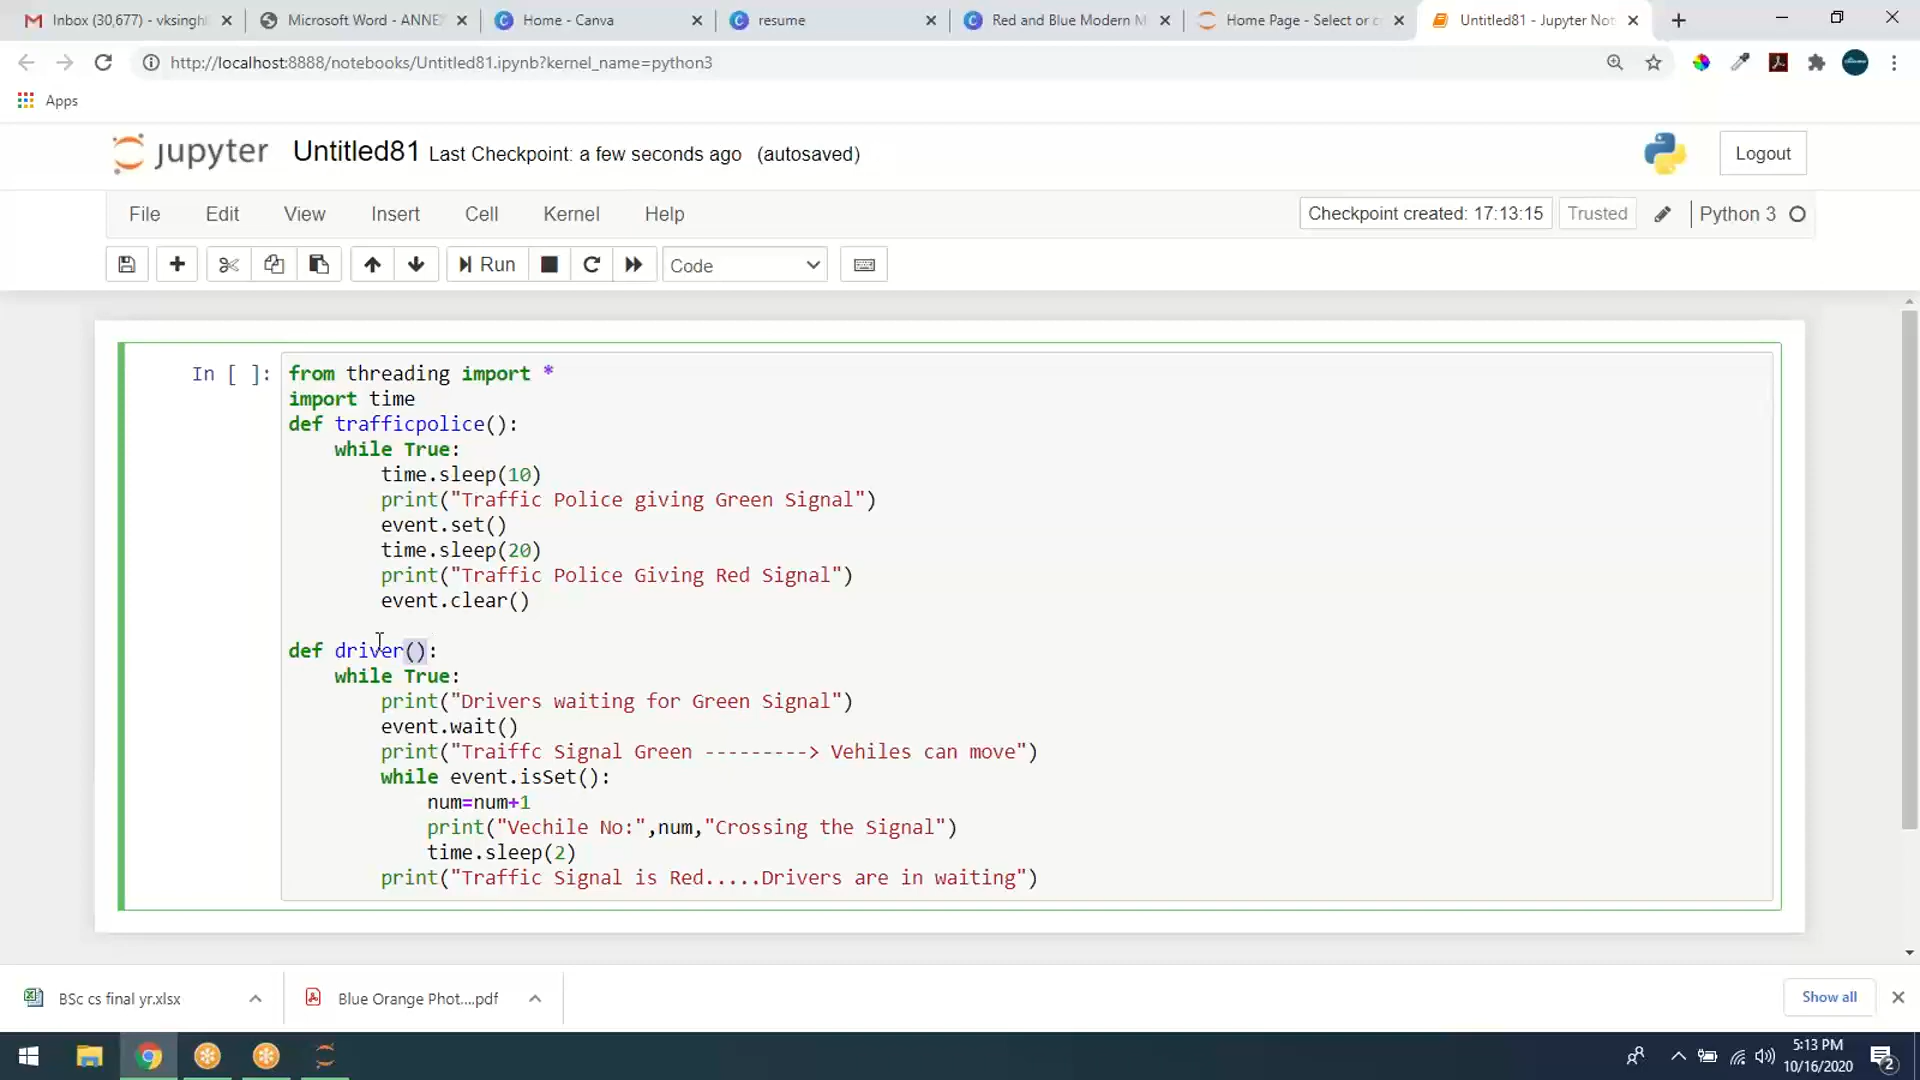 Inbox (30,677) - vksingh
Microsoft Word - ANNEX
Home - Canva
resume
Red and Blue Modern M
Home Page - Select or c
Untitled81 - Jupyter Not
http://localhost:8888/notebooks/Untitled81.ipynb?kernel_name=python3
Apps
jupyter Untitled81 Last Checkpoint: a few seconds ago (autosaved)
Logout
File Edit View Insert Cell Kernel Help
Checkpoint created: 17:13:15 Trusted Python 3
Run Code
In [ ]:
from threading import *
import time
def trafficpolice():
    while True:
        time.sleep(10)
        print("Traffic Police giving Green Signal")
        event.set()
        time.sleep(20)
        print("Traffic Police Giving Red Signal")
        event.clear()
def driver():
    while True:
        print("Drivers waiting for Green Signal")
        event.wait()
        print("Traiffc Signal Green ---------> Vehiles can move")
        while event.isSet():
            num=num+1
            print("Vechile No:",num,"Crossing the Signal")
            time.sleep(2)
        print("Traffic Signal is Red.....Drivers are in waiting")
BSc cs final yr.xlsx
Blue Orange Phot....pdf
Show all
5:13 PM
10/16/2020
2